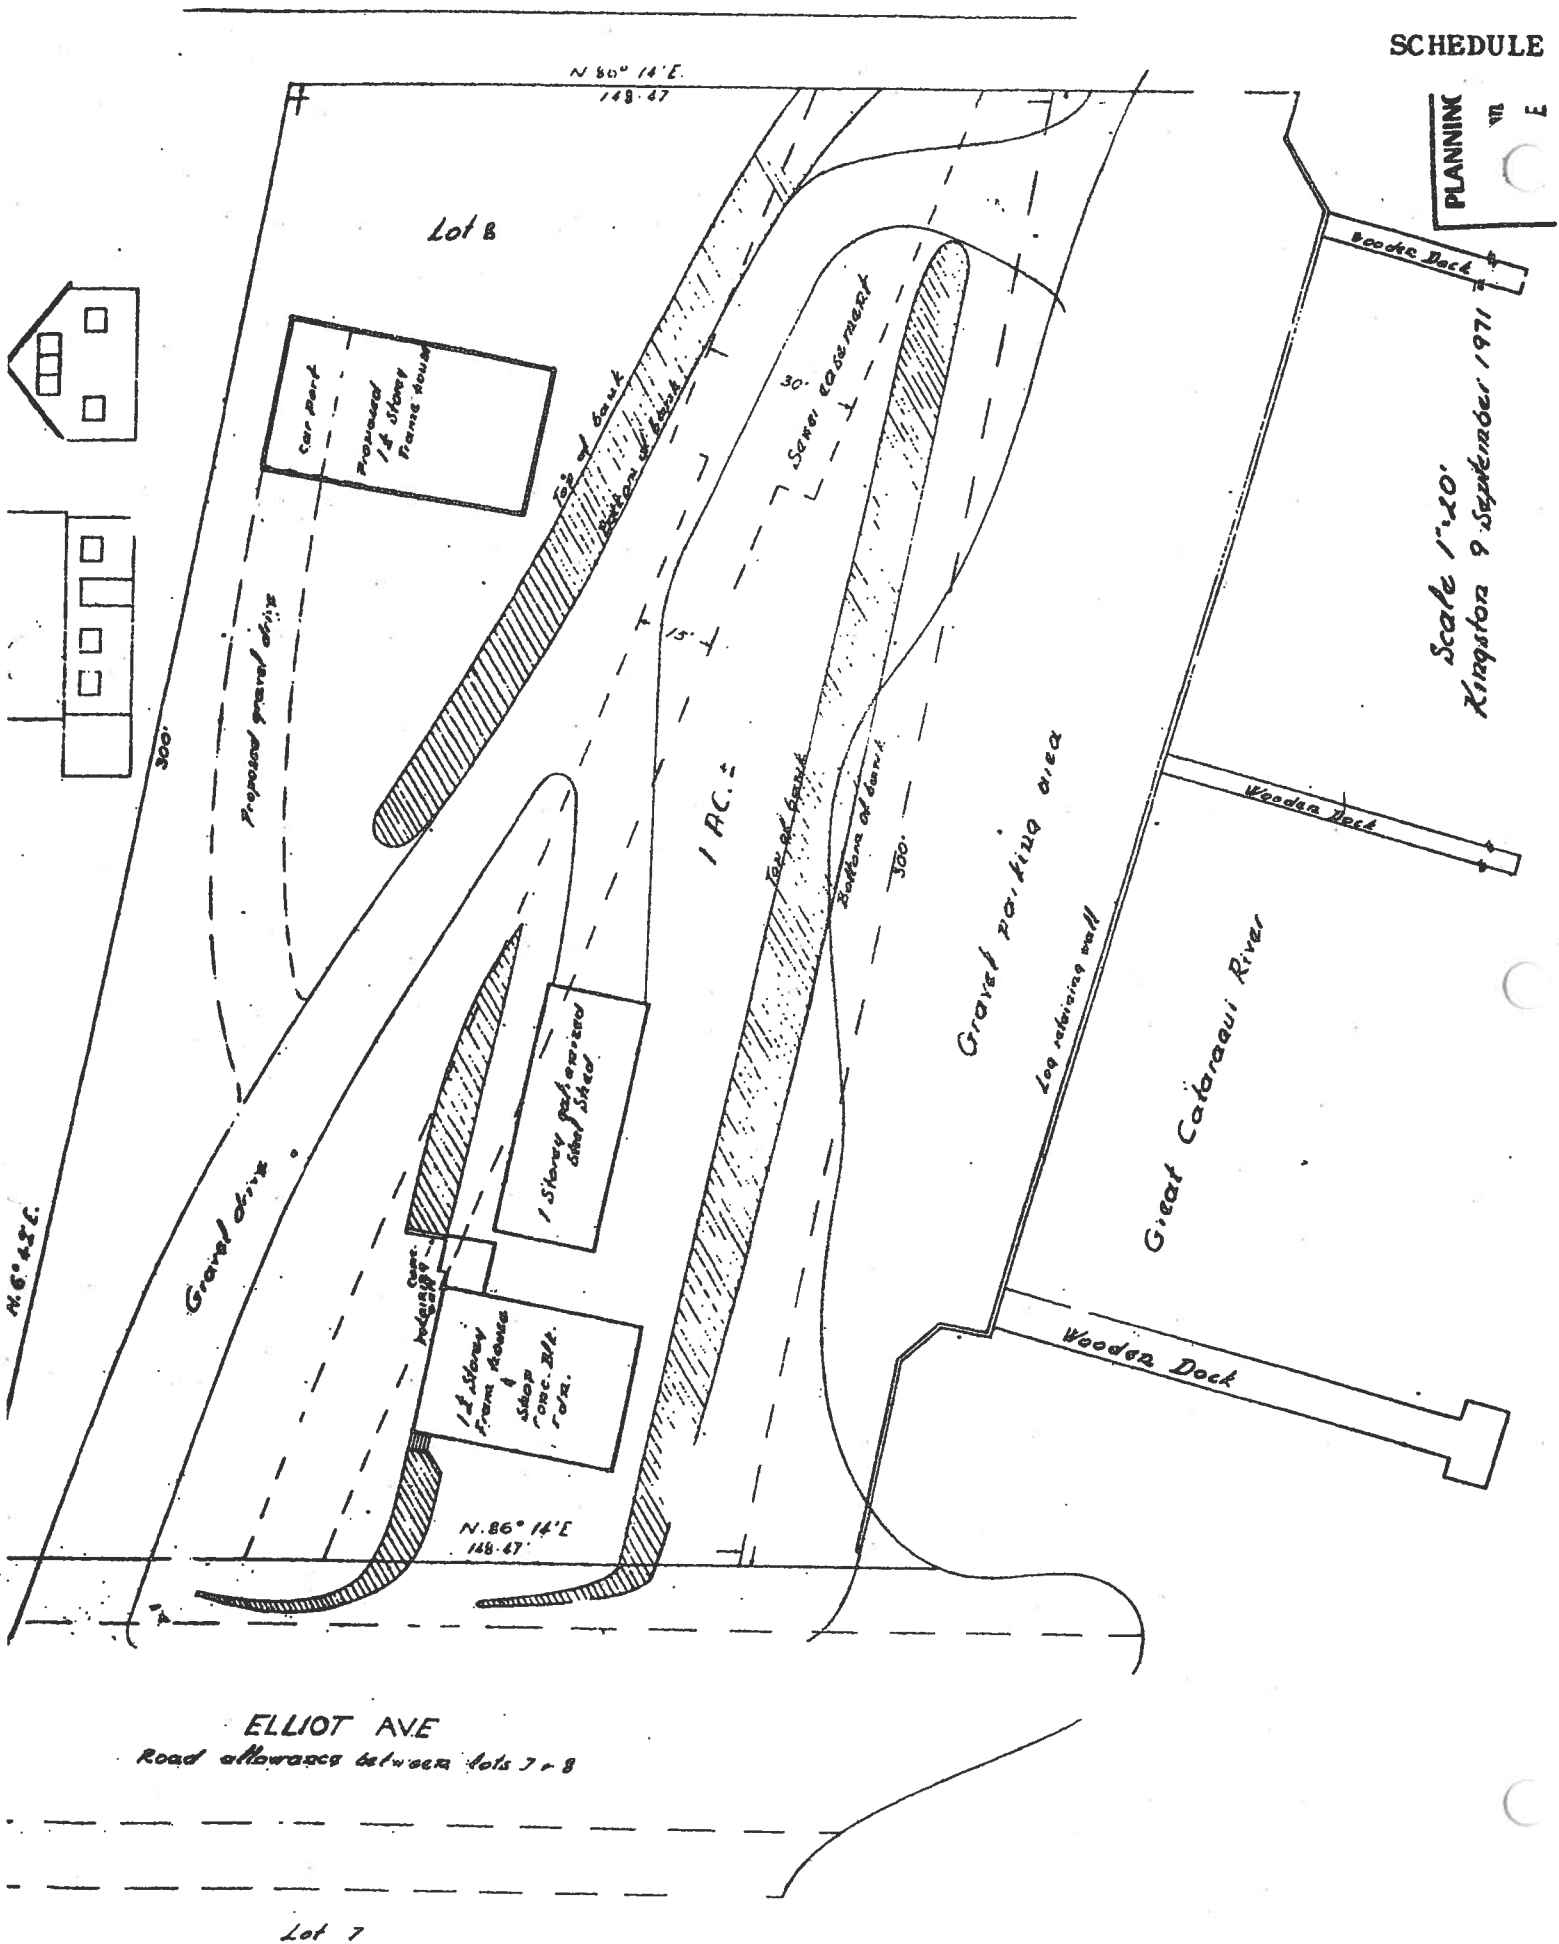 SCHEDULE
N 86° 14' E.
148.47
PLANNING
m
E
Lot 8
Wooden Dock
car port
Proposed
1½ Storey
Frame house
Top of bank
Bottom of bank
30'
Sewer easement
Scale 1"=20'
Kingston 9 September 1971
Proposed gravel drive
15'
300'
1 AC. ±
Top of bank
Bottom of bank
300'
Gravel parking area
Wooden Dock
Log retaining wall
Great Cataraqui River
1 Storey galvanized
Steel Shed
Gravel drive
N. 6° 42' E.
conc.
retaining
wall
1½ Storey
Frame house
&
Shop
conc. Blk.
Fdn.
Wooden Dock
N. 86° 14' E
148.47'
ELLIOT AVE
Road allowance between lots 7 & 8
Lot 7